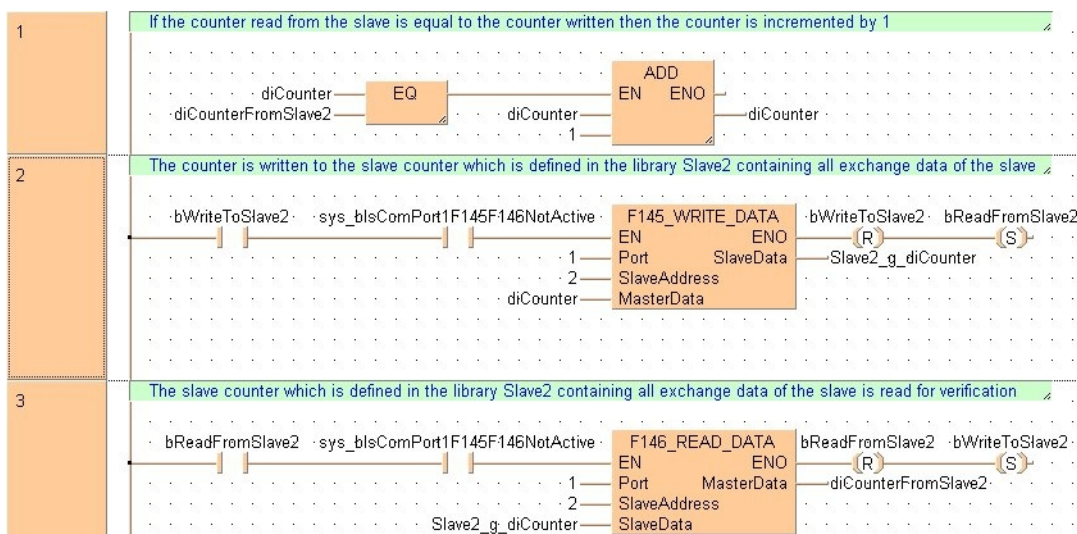 1
If the counter read from the slave is equal to the counter written then the counter is incremented by 1
ADD
diCounter EQ EN ENO
diCounterFromSlave2 diCounter diCounter
1
2
The counter is written to the slave counter which is defined in the library Slave2 containing all exchange data of the slave
bWriteToSlave2 sys_bIsComPort1F145F146NotActive F145_WRITE_DATA bWriteToSlave2 bReadFromSlave2
EN ENO (R) (S)
1 Port SlaveData Slave2_g_diCounter
2 SlaveAddress
diCounter MasterData
3
The slave counter which is defined in the library Slave2 containing all exchange data of the slave is read for verification
bReadFromSlave2 sys_bIsComPort1F145F146NotActive F146_READ_DATA bReadFromSlave2 bWriteToSlave2
EN ENO (R) (S)
1 Port MasterData diCounterFromSlave2
2 SlaveAddress
Slave2_g_diCounter SlaveData